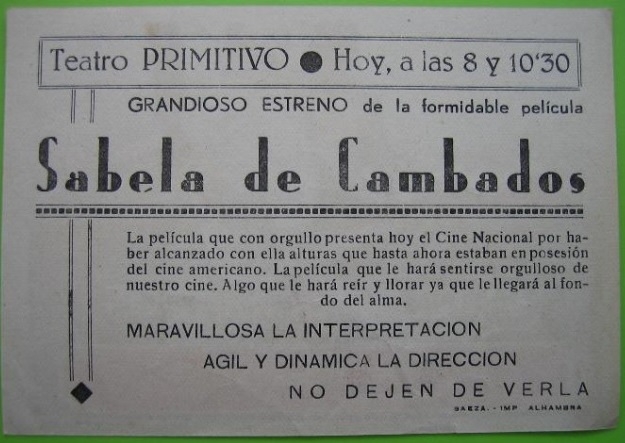 Teatro PRIMITIVO ● Hoy, a las 8 y 10'30
GRANDIOSO ESTRENO de la formidable película
Sabela de Cambados
La película que con orgullo presenta hoy el Cine Nacional por ha-
ber alcanzado con ella alturas que hasta ahora estaban en posesión
del cine americano. La película que le hará sentirse orgulloso de
nuestro cine. Algo que le hará reír y llorar ya que le llegará al fon-
do del alma.
MARAVILLOSA LA INTERPRETACION
AGIL Y DINAMICA LA DIRECCION
NO DEJEN DE VERLA
BAEZA. - IMP ALHAMBRA